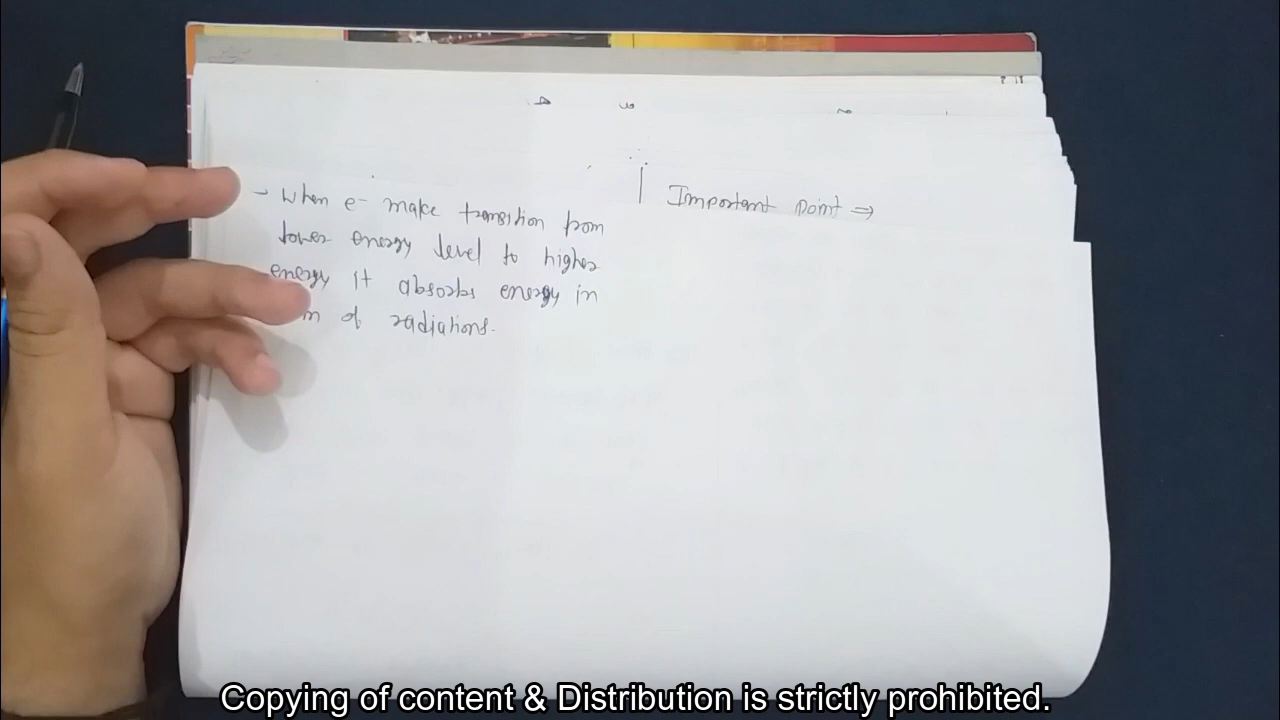 - When e- make transition from
lower energy level to higher
energy it absorbs energy in
of radiations.
Important Point ⇒
Copying of content & Distribution is strictly prohibited.